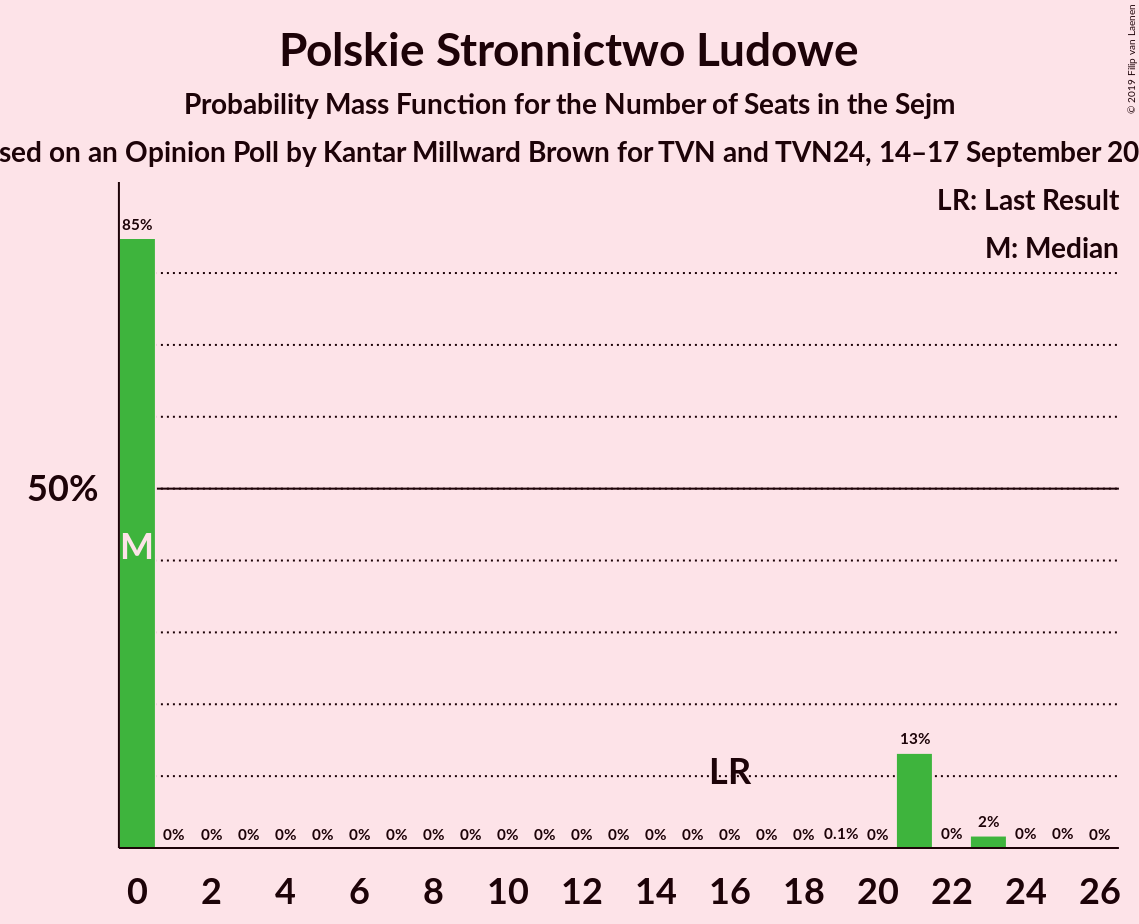 Polskie Stronnictwo Ludowe
Probability Mass Function for the Number of Seats in the Sejm
sed on an Opinion Poll by Kantar Millward Brown for TVN and TVN24, 14–17 September 20
© 2019 Filip van Laenen
LR: Last Result
M: Median
85%
50%
M
LR
13%
0% 0% 0% 0% 0% 0% 0% 0% 0% 0% 0% 0% 0% 0% 0% 0% 0% 0% 0.1% 0% 0% 2% 0% 0% 0%
0 2 4 6 8 10 12 14 16 18 20 22 24 26